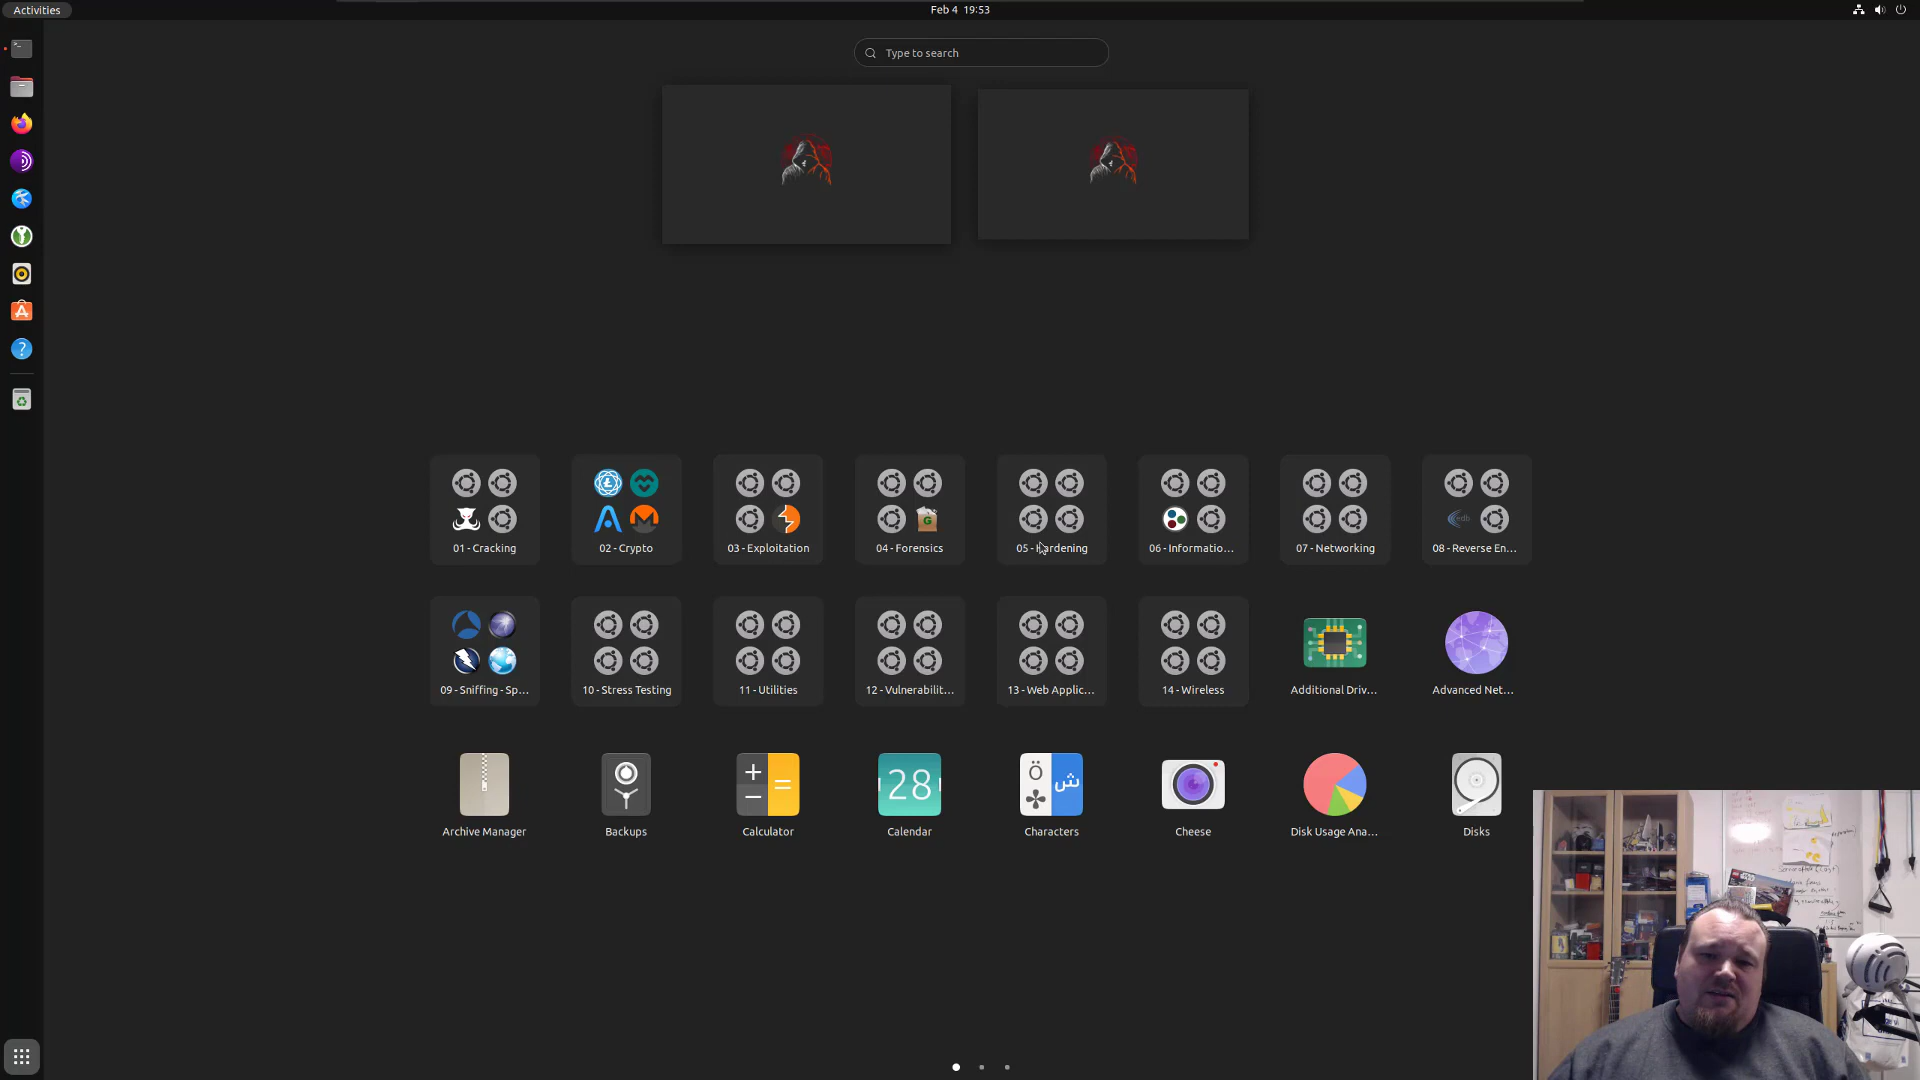 Activities
Feb 4 19:53
Type to search
01 - Cracking
02 - Crypto
03 - Exploitation
04 - Forensics
05 - Hardening
06 - Informatio...
07 - Networking
08 - Reverse En...
edb
09 - Sniffing - Sp...
10 - Stress Testing
11 - Utilities
12 - Vulnerabilit...
13 - Web Applic...
14 - Wireless
Additional Driv...
Advanced Net...
28
Ö
ش
Archive Manager
Backups
Calculator
Calendar
Characters
Cheese
Disk Usage Ana...
Disks